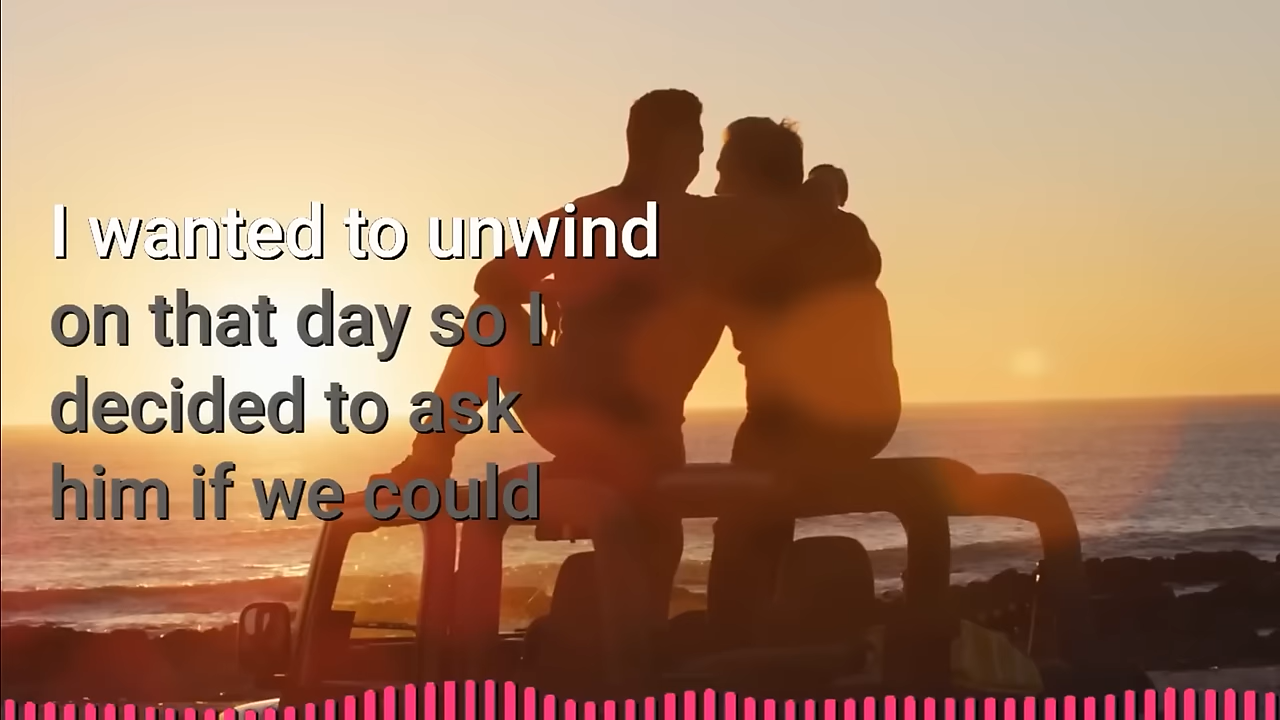 I wanted to unwind
on that day so I
decided to ask
him if we could